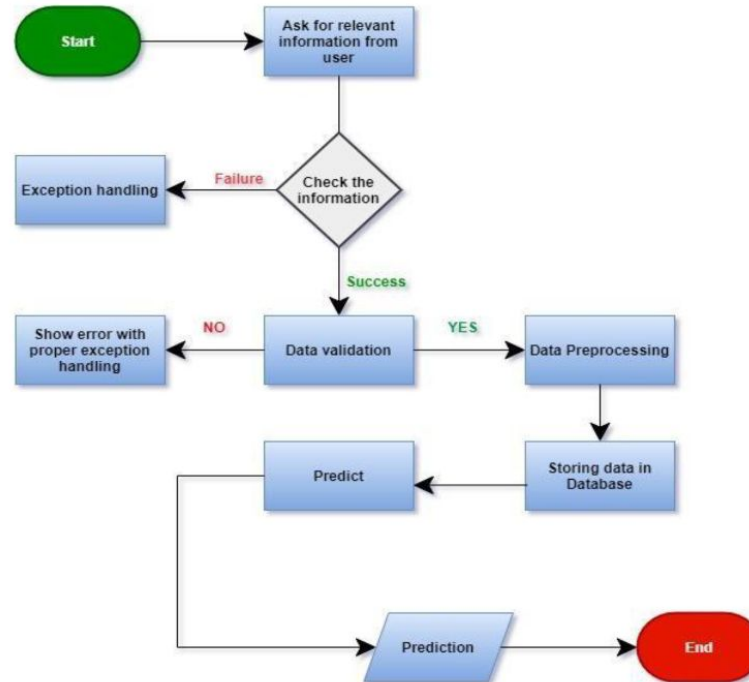 Start
Ask for relevant
information from
user
Check the
information
Failure
Exception handling
Success
Show error with
proper exception
handling
NO
Data validation
YES
Data Preprocessing
Predict
Storing data in
Database
Prediction
End